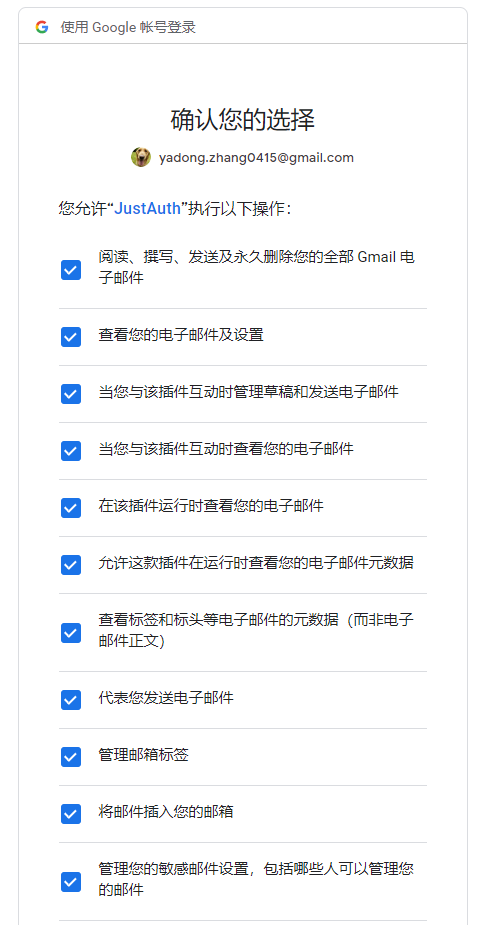 使用 Google 帐号登录
确认您的选择
yadong.zhang0415@gmail.com
您允许“JustAuth”执行以下操作：
阅读、撰写、发送及永久删除您的全部 Gmail 电
子邮件
查看您的电子邮件及设置
当您与该插件互动时管理草稿和发送电子邮件
当您与该插件互动时查看您的电子邮件
在该插件运行时查看您的电子邮件
允许这款插件在运行时查看您的电子邮件元数据
查看标签和标头等电子邮件的元数据（而非电子
邮件正文）
代表您发送电子邮件
管理邮箱标签
将邮件插入您的邮箱
管理您的敏感邮件设置，包括哪些人可以管理您
的邮件